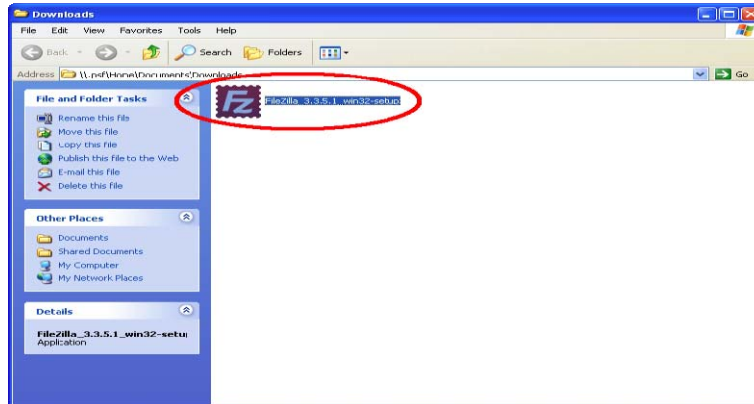 Downloads
File Edit View Favorites Tools Help
Back Search Folders
Address \\.psf\Home\Documents\Downloads Go
File and Folder Tasks
FZ FileZilla_3.3.5.1_win32-setup
Rename this file
Move this file
Copy this file
Publish this file to the Web
E-mail this file
Delete this file
Other Places
Documents
Shared Documents
My Computer
My Network Places
Details
FileZilla_3.3.5.1_win32-setu
Application